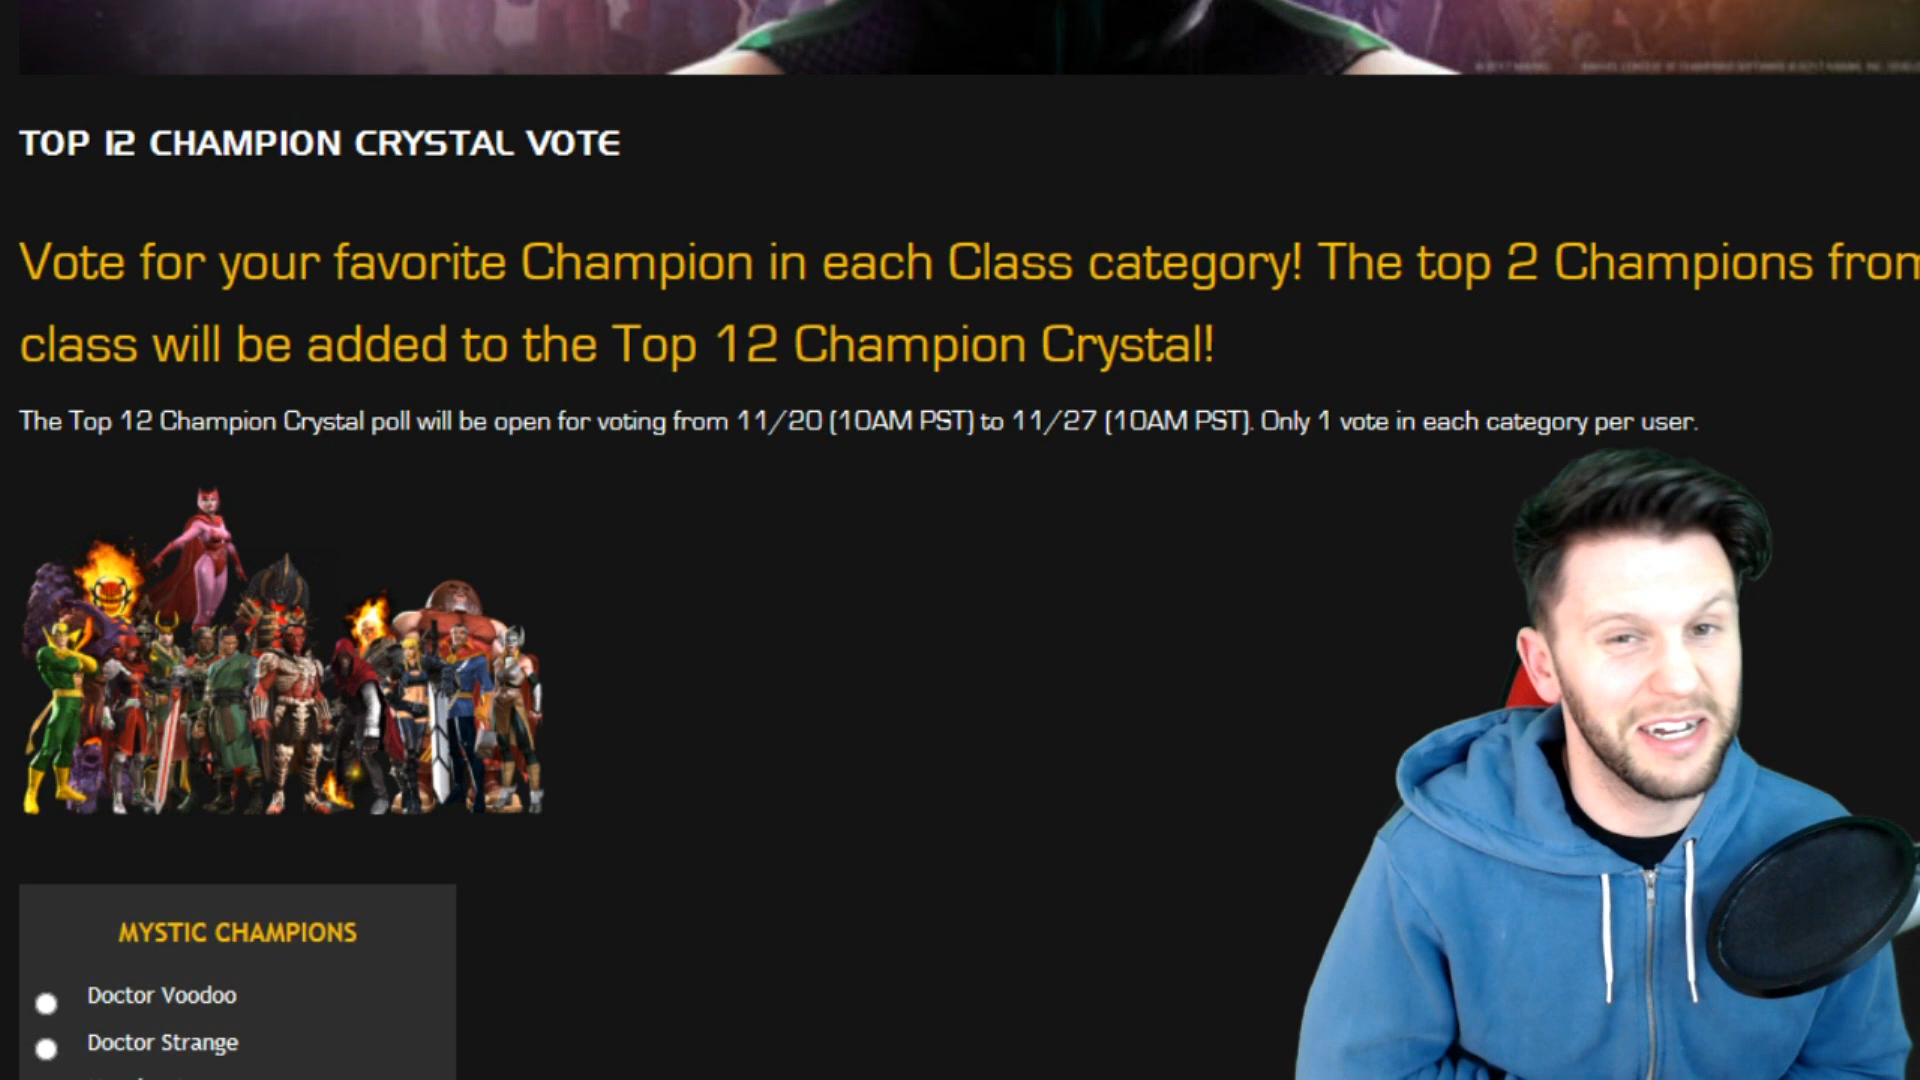 TOP 12 CHAMPION CRYSTAL VOTE
Vote for your favorite Champion in each Class category! The top 2 Champions from
class will be added to the Top 12 Champion Crystal!
The Top 12 Champion Crystal poll will be open for voting from 11/20 (10AM PST) to 11/27 (10AM PST). Only 1 vote in each category per user.
MYSTIC CHAMPIONS
Doctor Voodoo
Doctor Strange